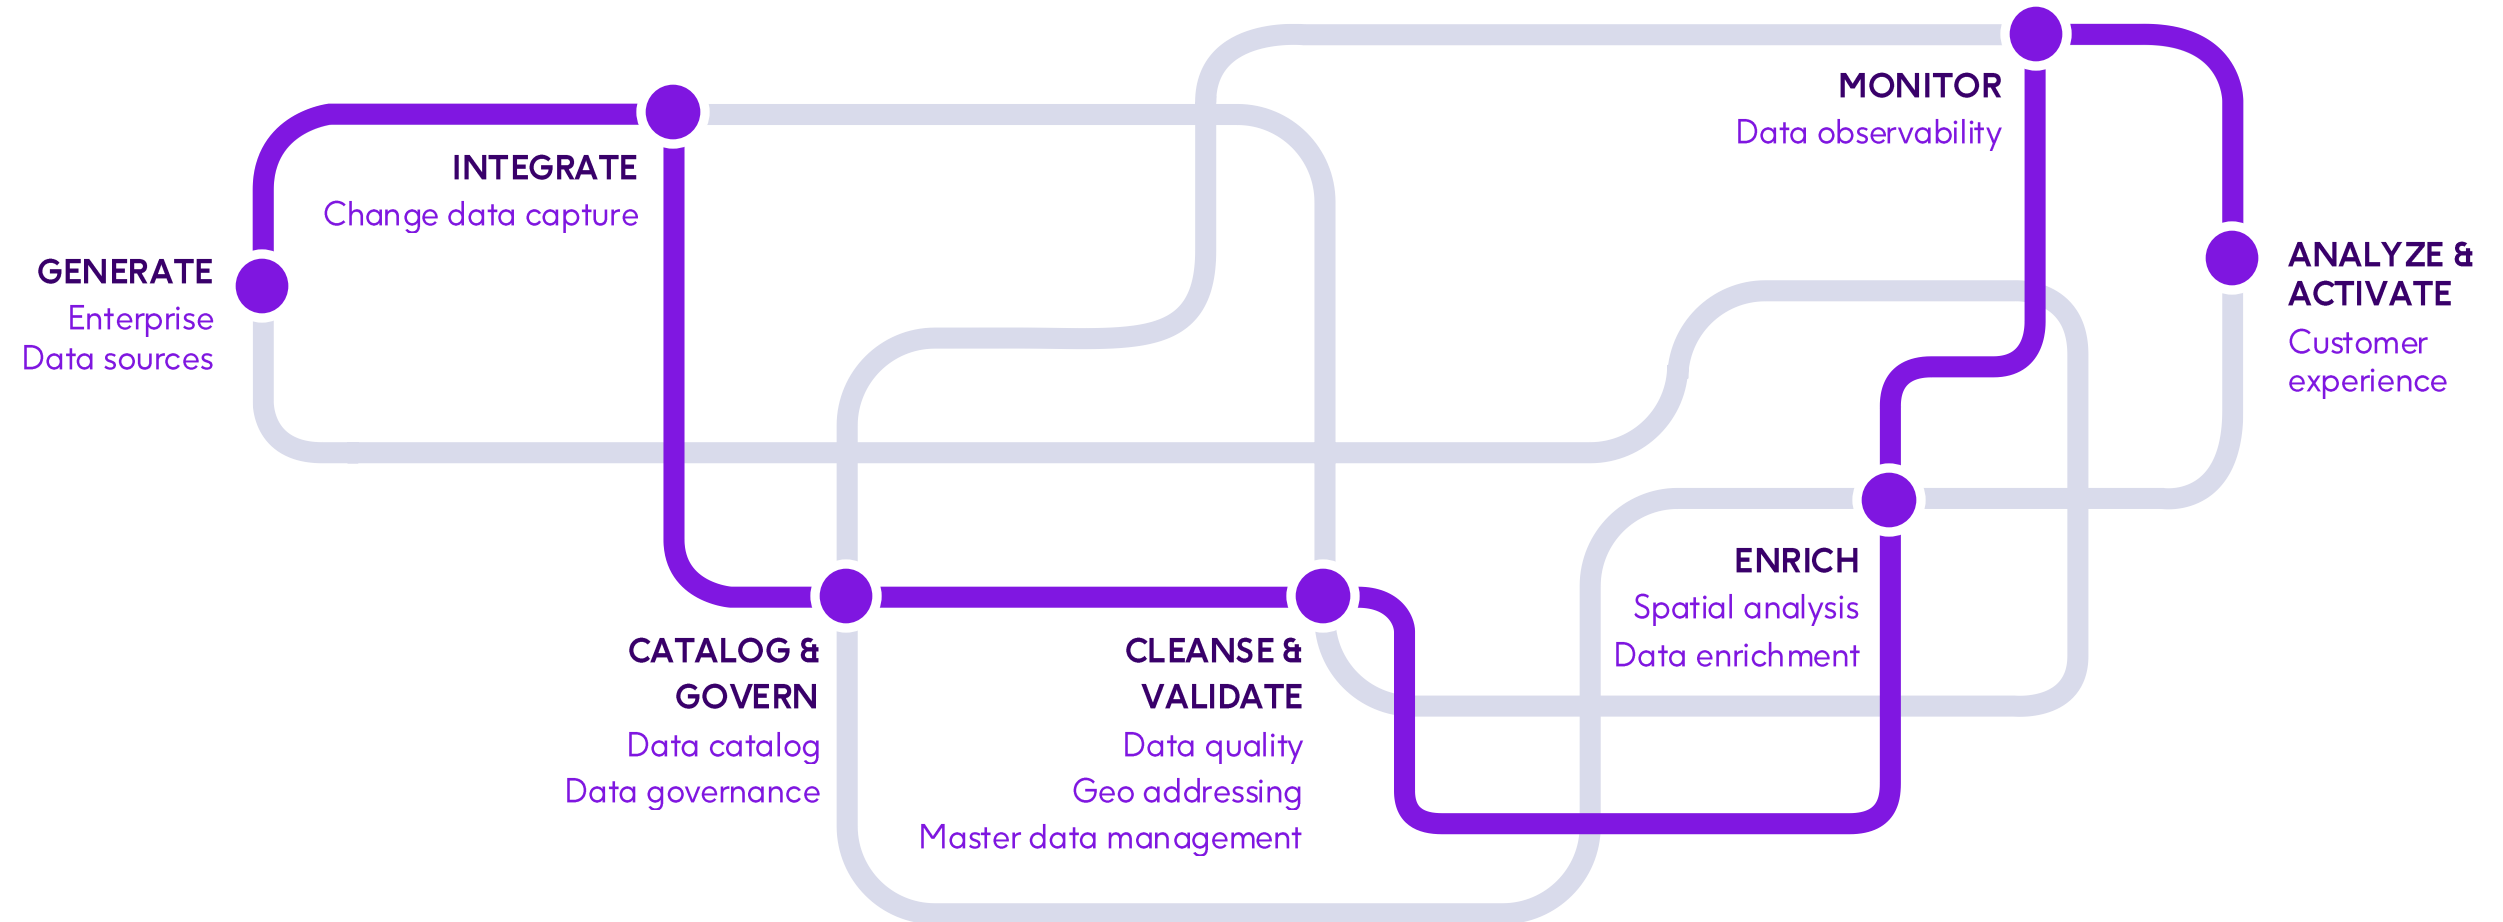 GENERATE
Enterprise
Data sources
INTEGRATE
Change data capture
CATALOG &
GOVERN
Data catalog
Data governance
CLEANSE &
VALIDATE
Data quality
Geo addressing
Master data management
ENRICH
Spatial analysis
Data enrichment
MONITOR
Data observability
ANALYZE &
ACTIVATE
Customer
experience